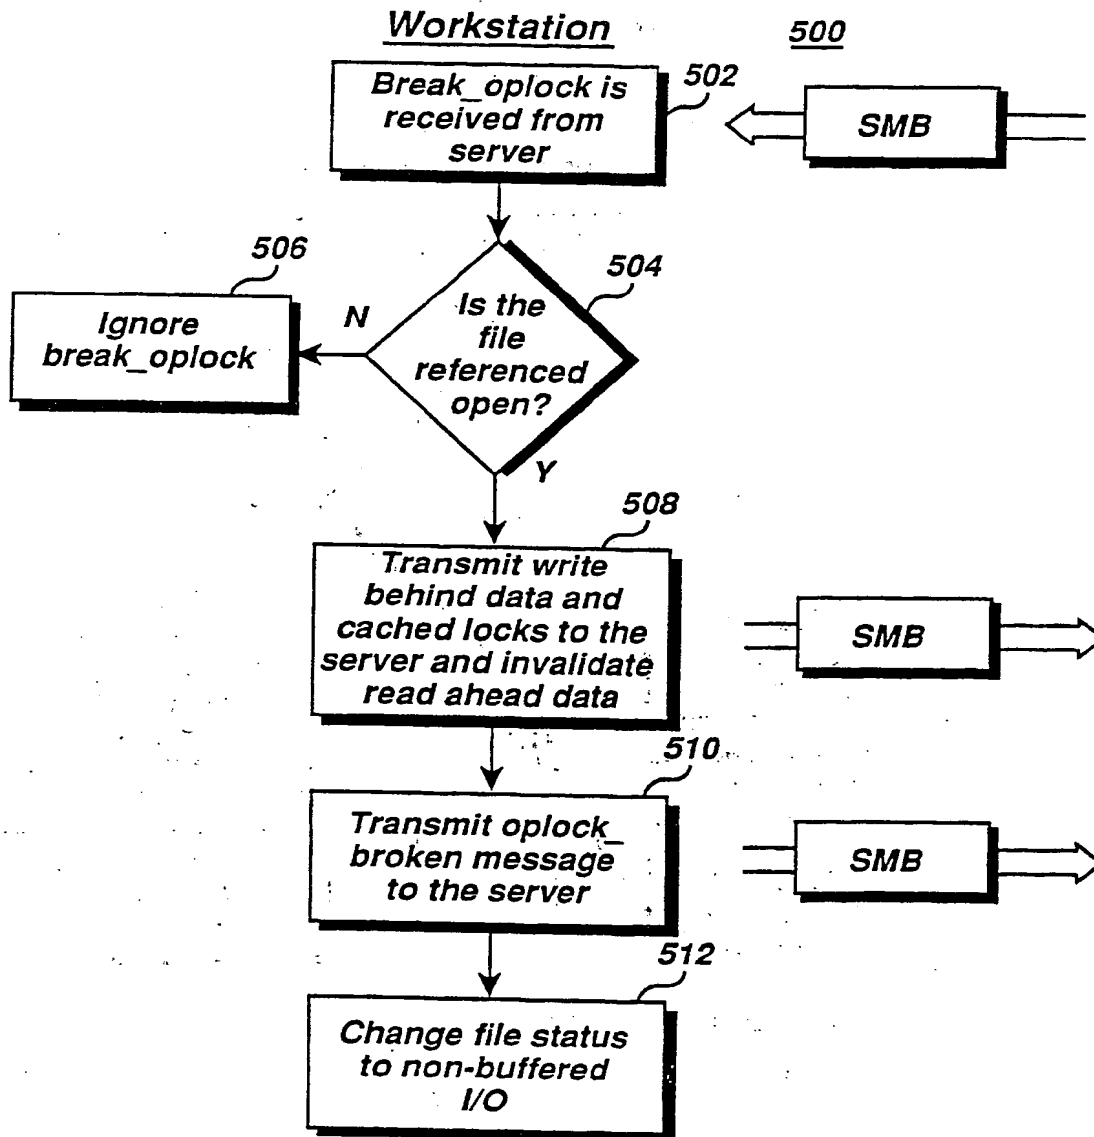 Workstation
500
Break_oplock is
received from
server
502
SMB
506
504
Ignore
break_oplock
N
Is the
file
referenced
open?
Y
508
Transmit write
behind data and
cached locks to the
server and invalidate
read ahead data
SMB
510
Transmit oplock_
broken message
to the server
SMB
512
Change file status
to non-buffered
I/O